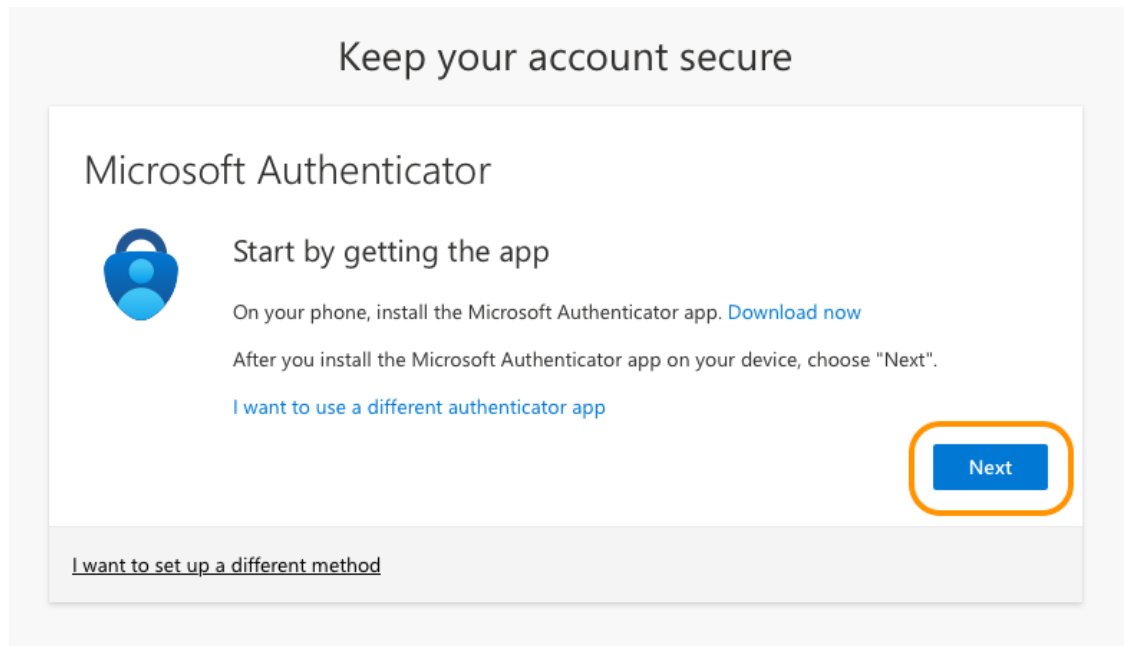 Keep your account secure
Microsoft Authenticator
Start by getting the app
On your phone, install the Microsoft Authenticator app. Download now
After you install the Microsoft Authenticator app on your device, choose "Next".
I want to use a different authenticator app
Next
I want to set up a different method